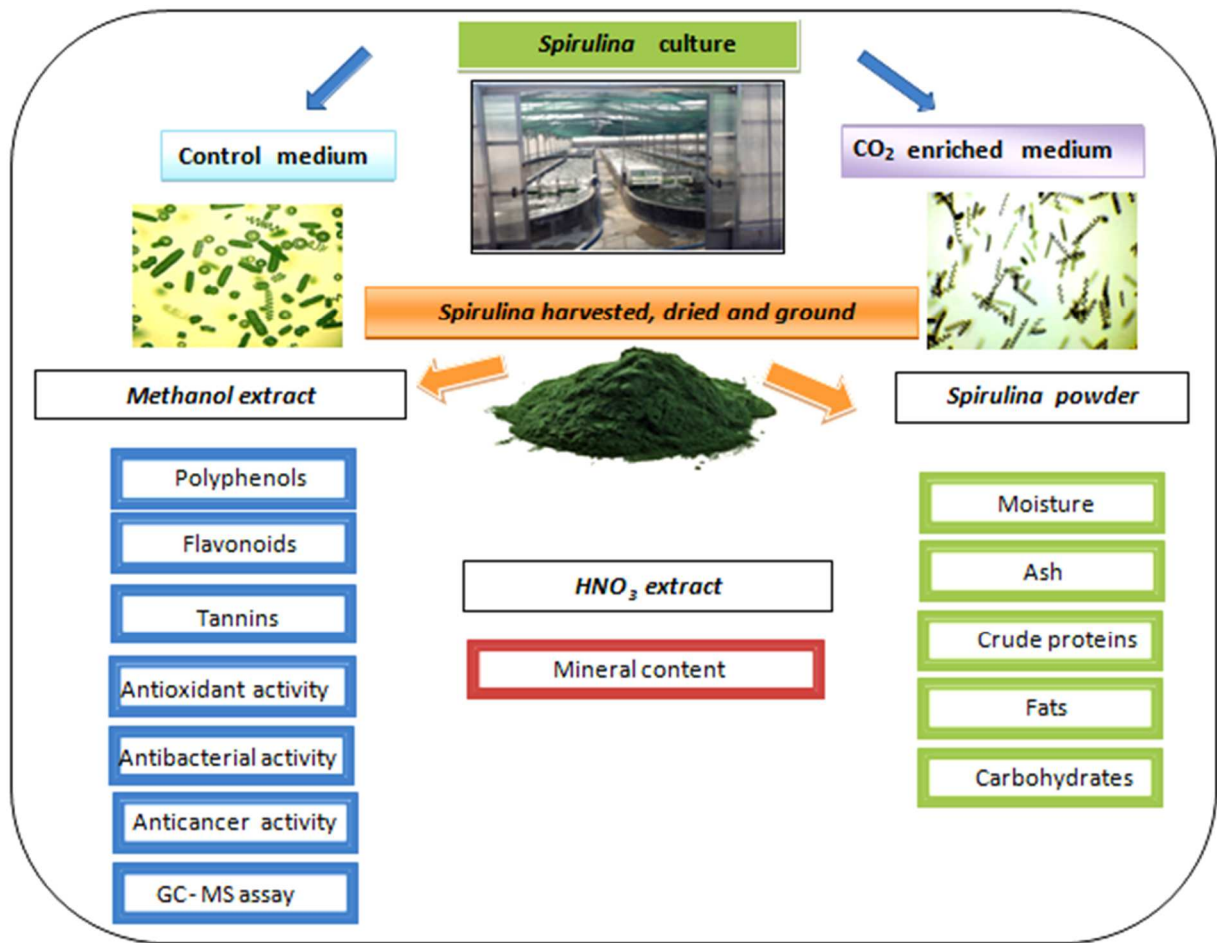 Spirulina culture
Control medium
CO₂ enriched medium
Spirulina harvested, dried and ground
Methanol extract
Spirulina powder
Polyphenols
Flavonoids
Tannins
Antioxidant activity
Antibacterial activity
Anticancer activity
GC- MS assay
HNO₃ extract
Mineral content
Moisture
Ash
Crude proteins
Fats
Carbohydrates